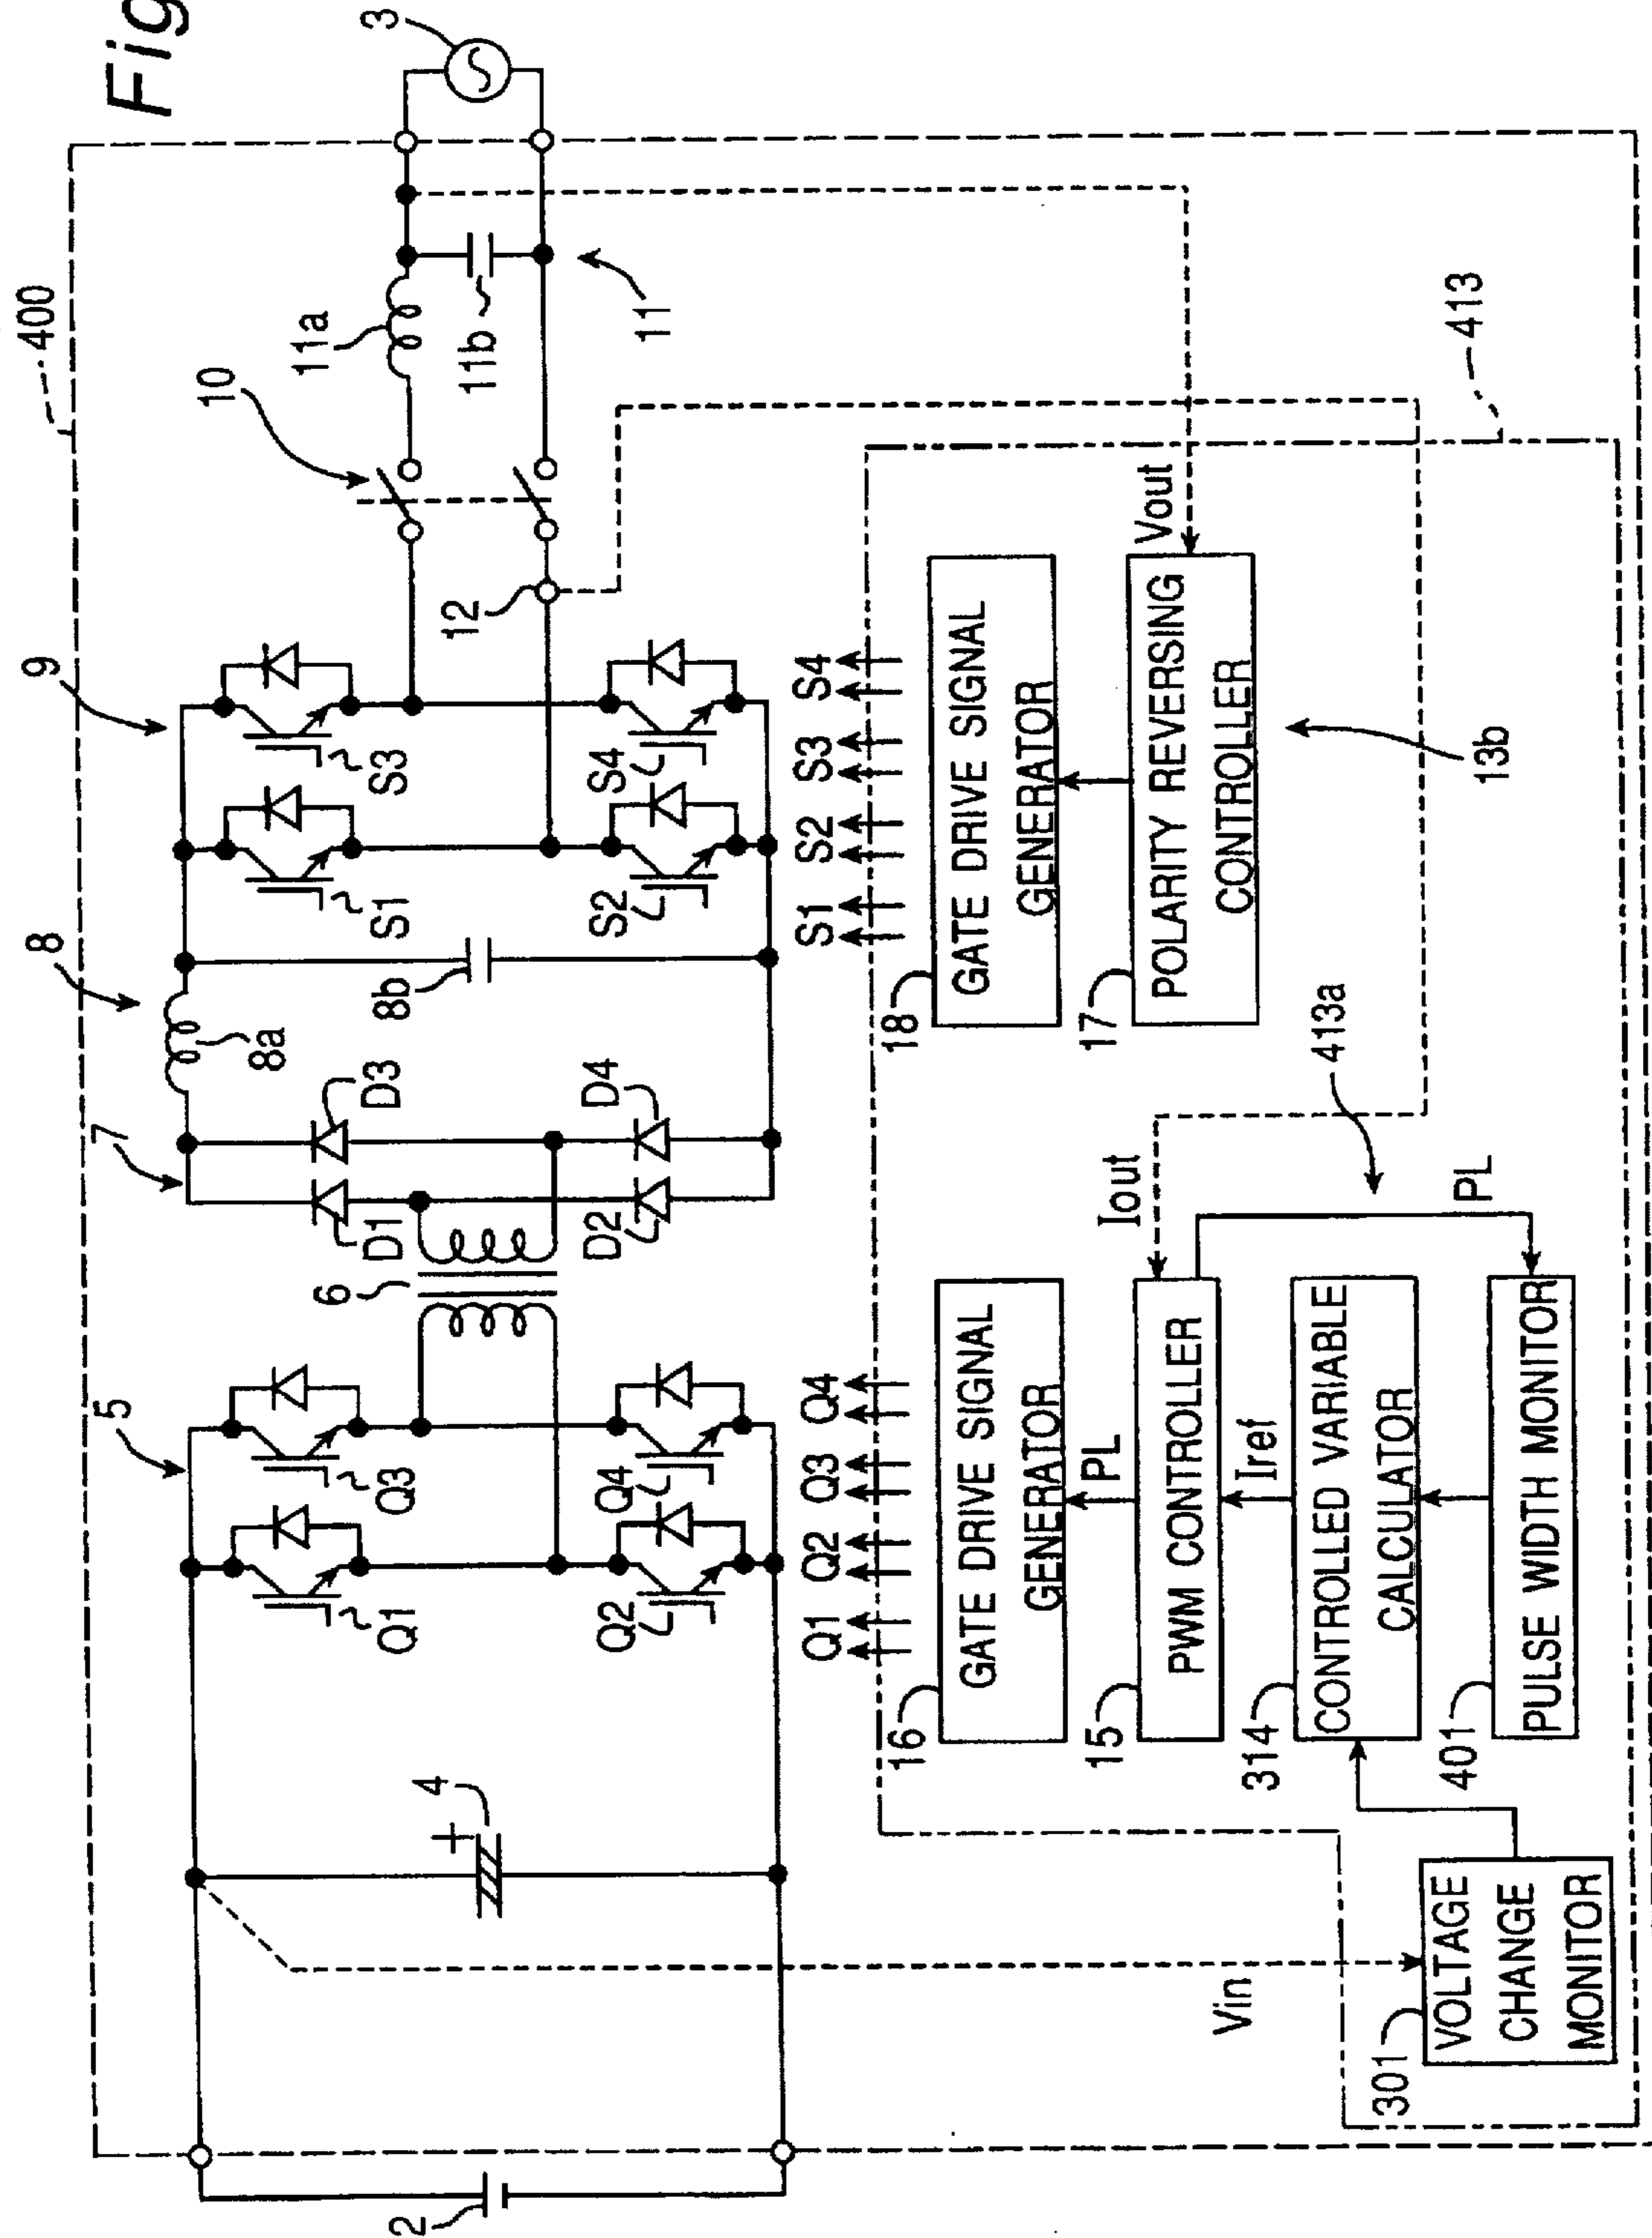 Fig
400
3
10
11a
11b
11
9
12
8
8a
8b
S1
S3
S2
S4
7
D3
D1
D4
D2
6
5
Q1
Q3
Q2
Q4
4
+
2
Q1 Q2 Q3 Q4
S1 S2 S3 S4
413
16
GATE DRIVE SIGNAL
GENERATOR
PL
15
PWM CONTROLLER
Iout
Iref
314
CONTROLLED VARIABLE
CALCULATOR
401
PULSE WIDTH MONITOR
PL
413a
18
GATE DRIVE SIGNAL
GENERATOR
17
POLARITY REVERSING
CONTROLLER
Vout
13b
Vin
301
VOLTAGE
CHANGE
MONITOR